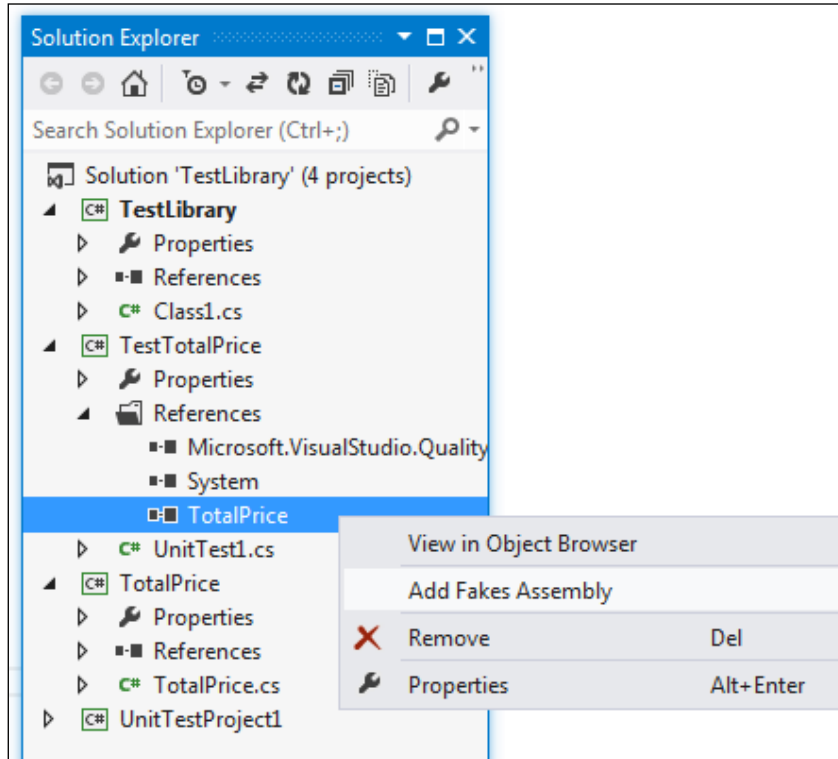 Solution Explorer
Search Solution Explorer (Ctrl+;)
Solution 'TestLibrary' (4 projects)
C# TestLibrary
Properties
References
C# Class1.cs
C# TestTotalPrice
Properties
References
Microsoft.VisualStudio.Quality
System
TotalPrice
C# UnitTest1.cs
C# TotalPrice
Properties
References
C# TotalPrice.cs
C# UnitTestProject1
View in Object Browser
Add Fakes Assembly
Remove Del
Properties Alt+Enter